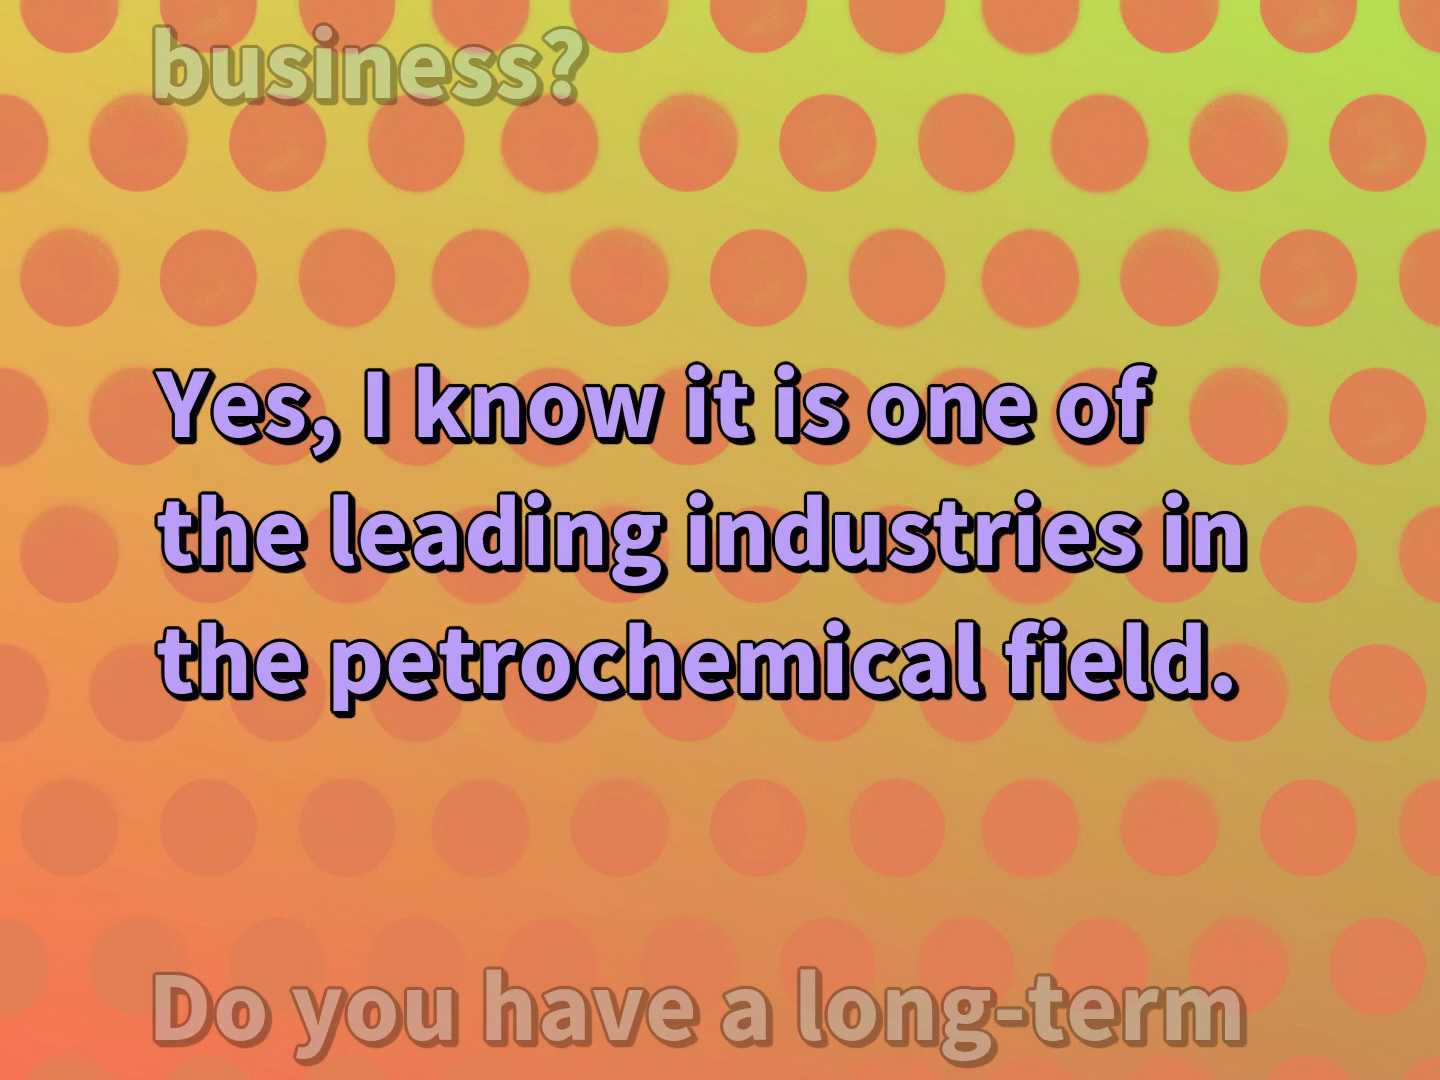 business?
Yes, I know it is one of
the leading industries in
the petrochemical field.
Do you have a long-term